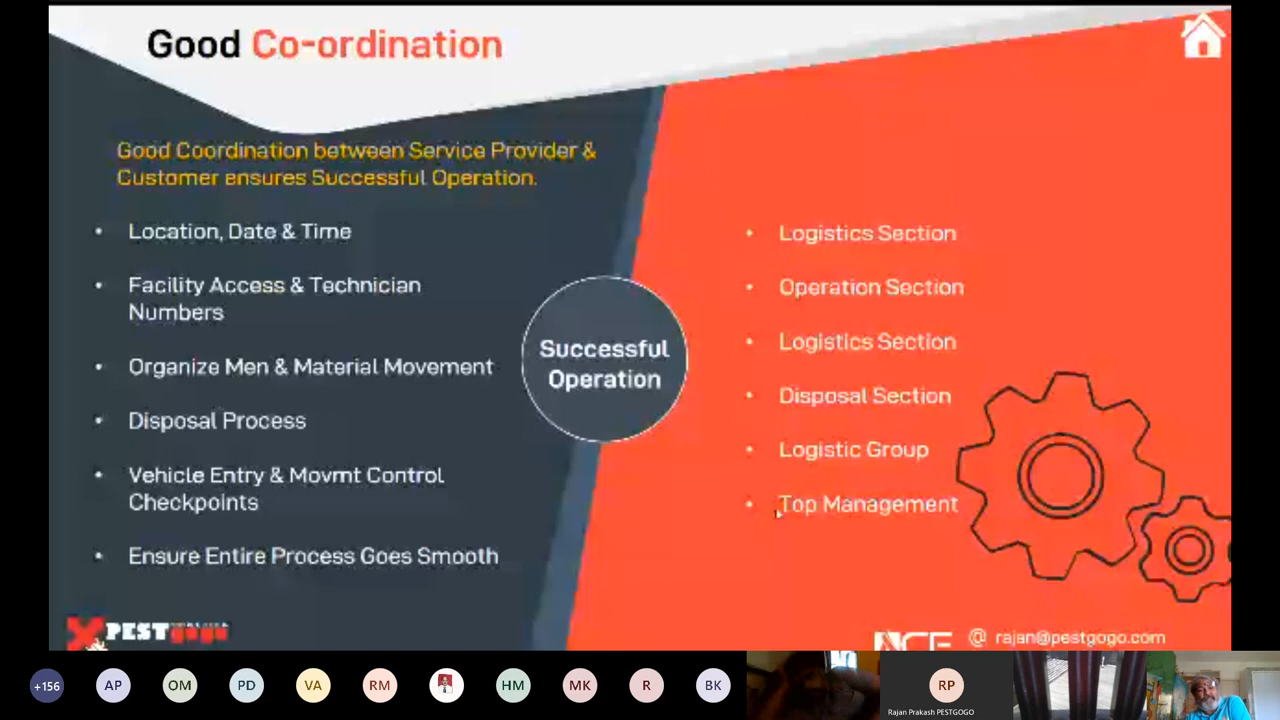 Good Co-ordination
Good Coordination between Service Provider &
Customer ensures Successful Operation.
• Location, Date & Time
• Facility Access & Technician
Numbers
• Organize Men & Material Movement
• Disposal Process
• Vehicle Entry & Movmt Control
Checkpoints
• Ensure Entire Process Goes Smooth
Successful
Operation
• Logistics Section
• Operation Section
• Logistics Section
• Disposal Section
• Logistic Group
• Top Management
PESTgogo
@ rajan@pestgogo.com
+156
AP
OM
PD
VA
RM
HM
MK
R
BK
RP
Rajan Prakash PESTGOGO